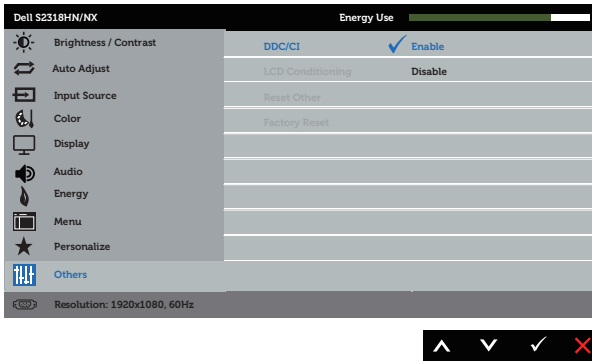 Dell S2318HN/NX Energy Use
Brightness / Contrast
Auto Adjust
Input Source
Color
Display
Audio
Energy
Menu
Personalize
Others
DDC/CI Enable
LCD Conditioning Disable
Reset Other
Factory Reset
Resolution: 1920x1080, 60Hz